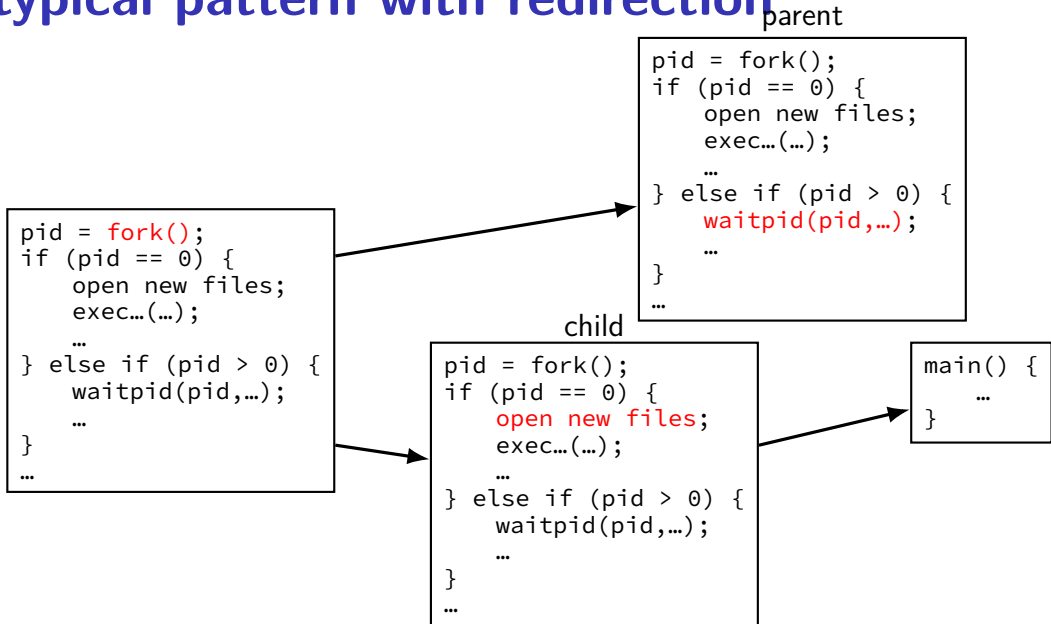 typical pattern with redirection
parent
pid = fork();
if (pid == 0) {
    open new files;
    exec…(…);
    …
} else if (pid > 0) {
    waitpid(pid,…);
    …
}
…
pid = fork();
if (pid == 0) {
    open new files;
    exec…(…);
    …
} else if (pid > 0) {
    waitpid(pid,…);
    …
}
…
child
pid = fork();
if (pid == 0) {
    open new files;
    exec…(…);
    …
} else if (pid > 0) {
    waitpid(pid,…);
    …
}
…
main() {
    …
}